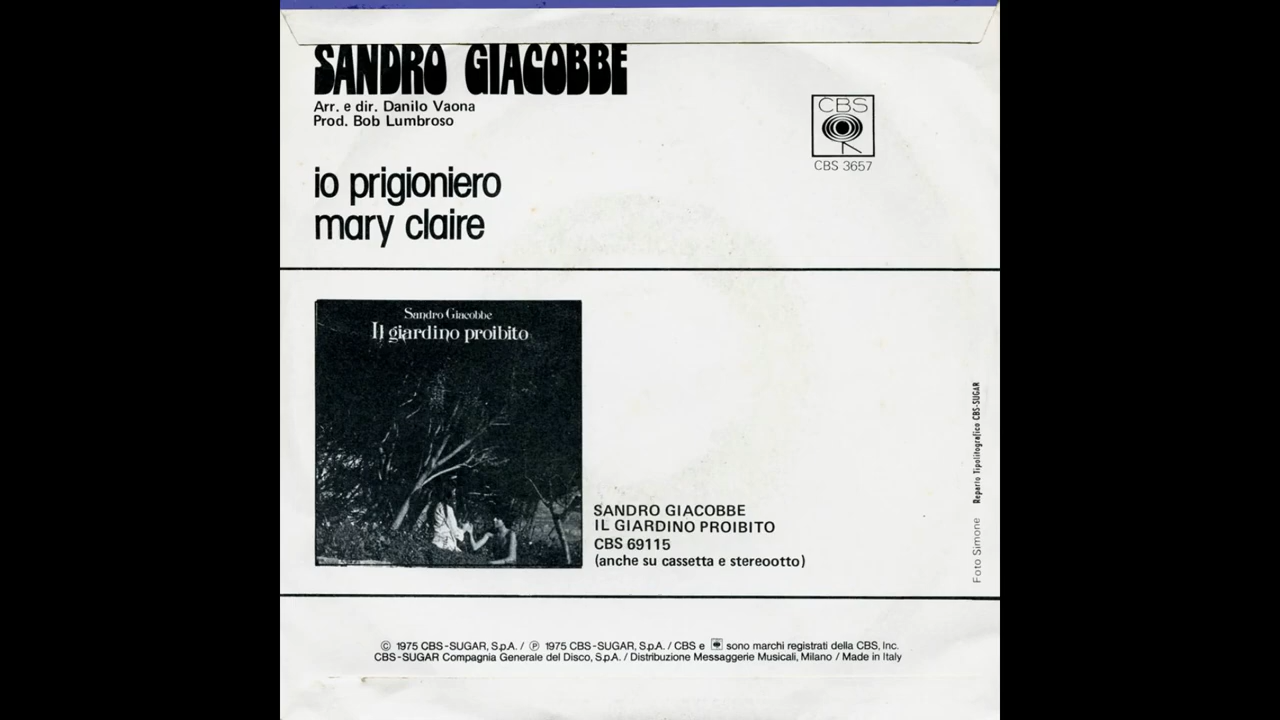 SANDRO GIACOBBE
Arr. e dir. Danilo Vaona
Prod. Bob Lumbroso
CBS
CBS 3657
io prigioniero
mary claire
Sandro Giacobbe
Il giardino proibito
SANDRO GIACOBBE
IL GIARDINO PROIBITO
CBS 69115
(anche su cassetta e stereootto)
Foto Simone Reparto Tipolitografico CBS-SUGAR
© 1975 CBS-SUGAR, S.p.A. / ℗ 1975 CBS-SUGAR, S.p.A. / CBS e sono marchi registrati della CBS, Inc.
CBS-SUGAR Compagnia Generale del Disco, S.p.A. / Distribuzione Messaggerie Musicali, Milano / Made in Italy